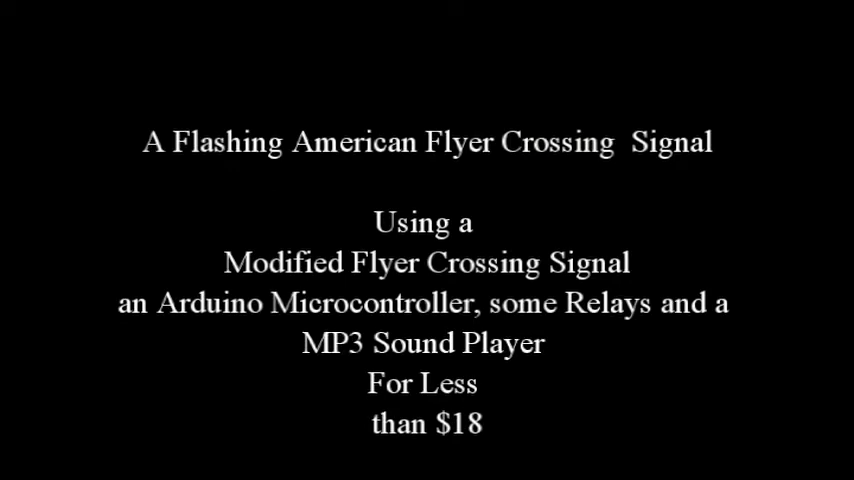 A Flashing American Flyer Crossing Signal
Using a
Modified Flyer Crossing Signal
an Arduino Microcontroller, some Relays and a
MP3 Sound Player
For Less
than $18